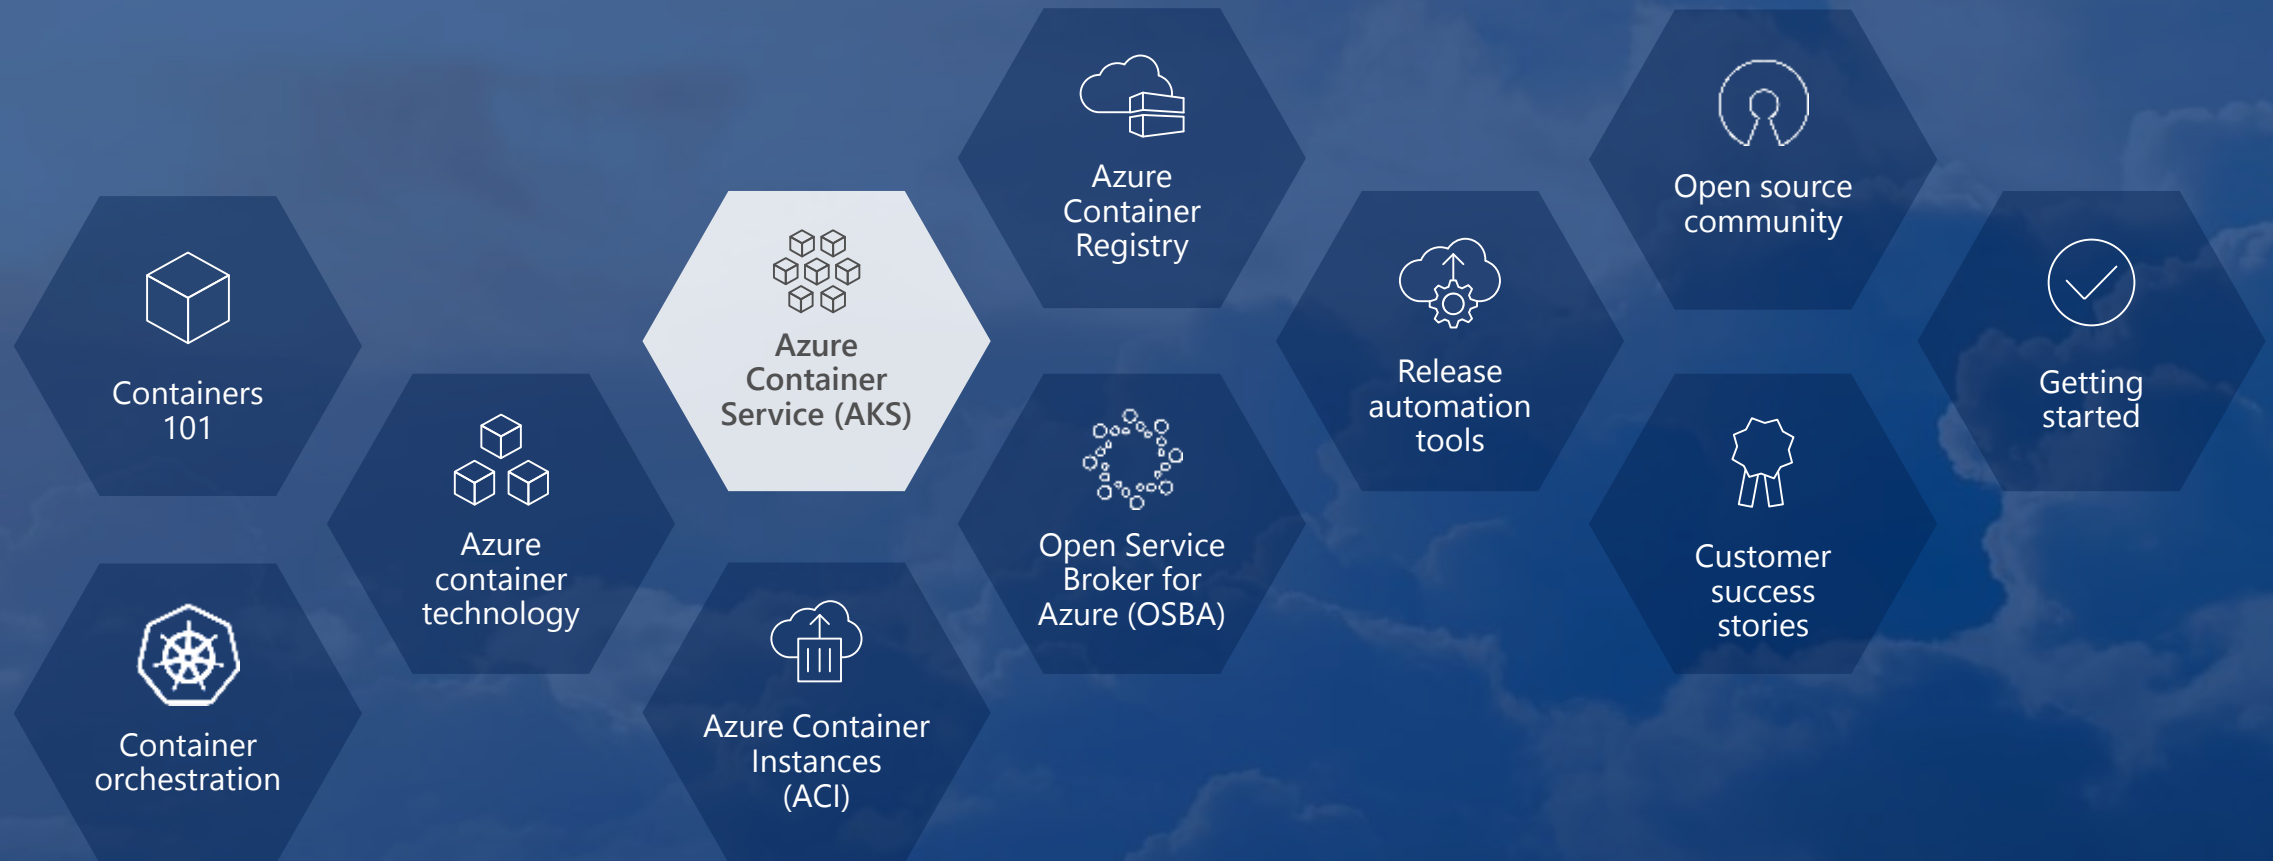 Containers
101
Container
orchestration
Azure
container
technology
Azure
Container
Service (AKS)
Azure Container
Instances
(ACI)
Azure
Container
Registry
Open Service
Broker for
Azure (OSBA)
Release
automation
tools
Open source
community
Customer
success
stories
Getting
started